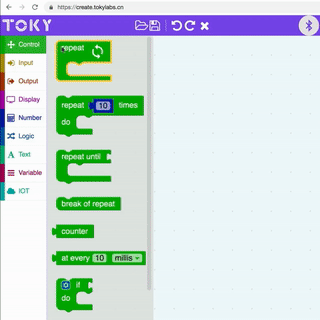 https://create.tokylabs.cn
TOKY
Control
Input
Output
Display
Number
Logic
Text
Variable
IOT
repeat
repeat 10 times
do
repeat until
break of repeat
counter
at every 10 millis
if
do